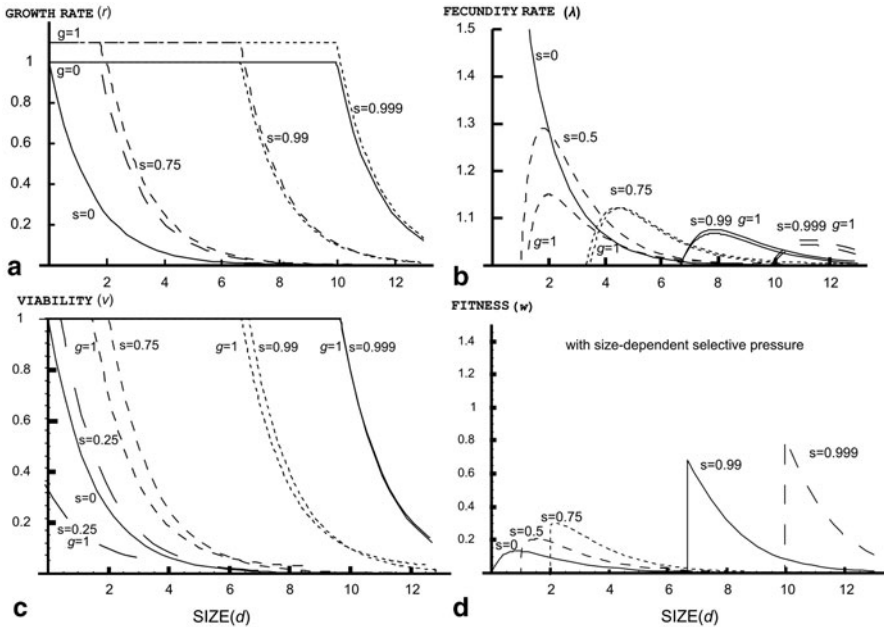 GROWTH RATE (r)
g=1
g=0
1
0.8
0.6
0.4
0.2
s=0.999
s=0.99
s=0.75
s=0
2 4 6 8 10 12
a
FECUNDITY RATE (λ)
1.5
1.4
1.3
1.2
1.1
s=0
s=0.5
s=0.75
s=0.99 g=1
s=0.999 g=1
g=1
g=1
2 4 6 8 10 12
b
VIABILITY (v)
1
0.8
0.6
0.4
0.2
g=1
s=0.75
g=1
s=0.99
g=1
s=0.999
s=0.25
s=0
s=0.25
g=1
2 4 6 8 10 12
c
SIZE(d)
FITNESS (w)
with size-dependent selective pressure
1.4
1.2
1
0.8
0.6
0.4
0.2
s=0.99
s=0.999
s=0.75
s=0.5
s=0
2 4 6 8 10 12
d
SIZE(d)